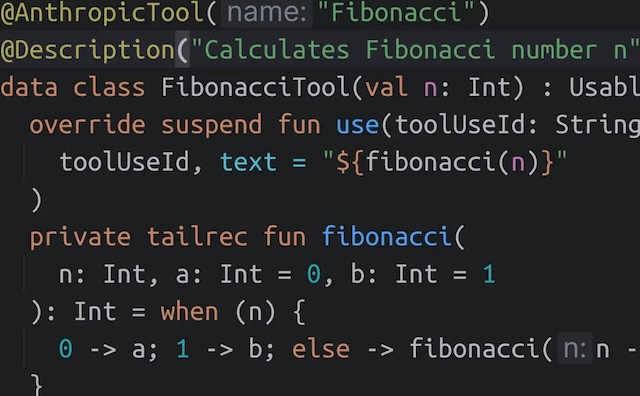 @AnthropicTool( name: "Fibonacci")
@Description("Calculates Fibonacci number n"
data class FibonacciTool(val n: Int) : Usabl
override suspend fun use(toolUseId: String
toolUseId, text = "${fibonacci(n)}"
)
private tailrec fun fibonacci(
n: Int, a: Int = 0, b: Int = 1
): Int = when (n) {
0 -> a; 1 -> b; else -> fibonacci( n: n -
}